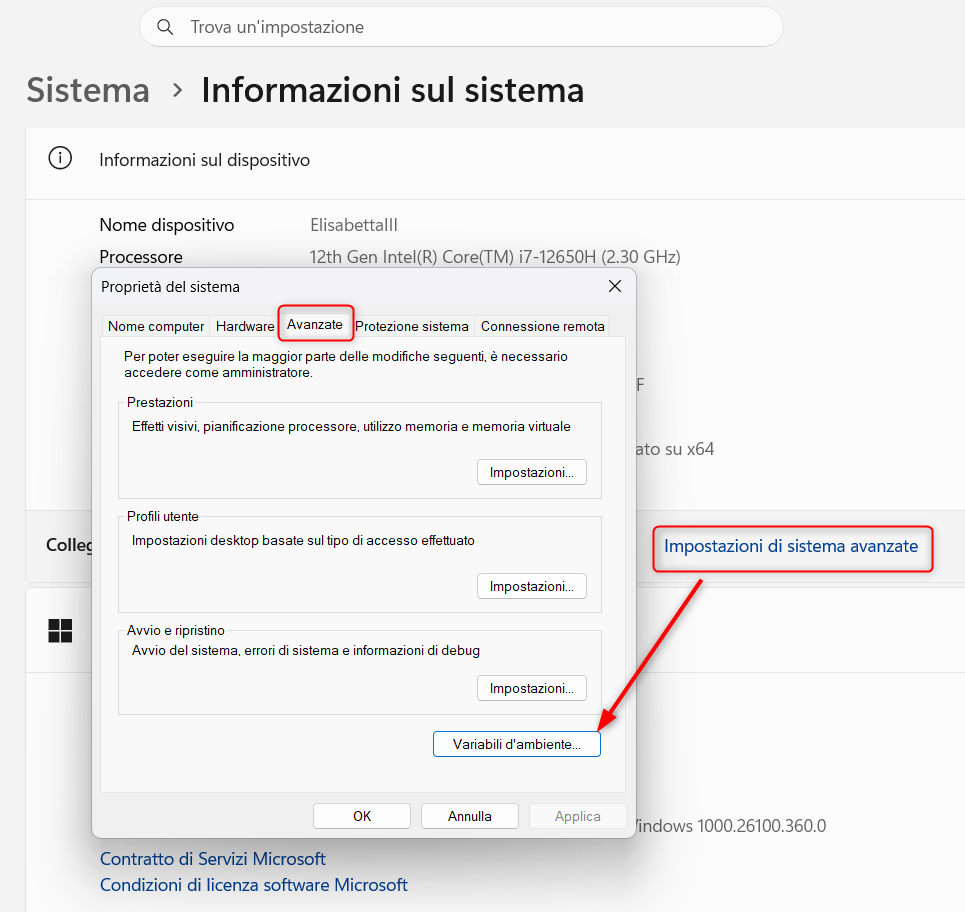 Trova un'impostazione
Sistema > Informazioni sul sistema
Informazioni sul dispositivo
Nome dispositivo ElisabettaIII
Processore 12th Gen Intel(R) Core(TM) i7-12650H (2.30 GHz)
Proprietà del sistema
Nome computer Hardware Avanzate Protezione sistema Connessione remota
Per poter eseguire la maggior parte delle modifiche seguenti, è necessario
accedere come amministratore.
Prestazioni
Effetti visivi, pianificazione processore, utilizzo memoria e memoria virtuale
Impostazioni...
Profili utente
Impostazioni desktop basate sul tipo di accesso effettuato
Impostazioni...
Avvio e ripristino
Avvio del sistema, errori di sistema e informazioni di debug
Impostazioni...
Variabili d'ambiente...
OK Annulla Applica
F
ato su x64
Colleg
Impostazioni di sistema avanzate
indows 1000.26100.360.0
Contratto di Servizi Microsoft
Condizioni di licenza software Microsoft